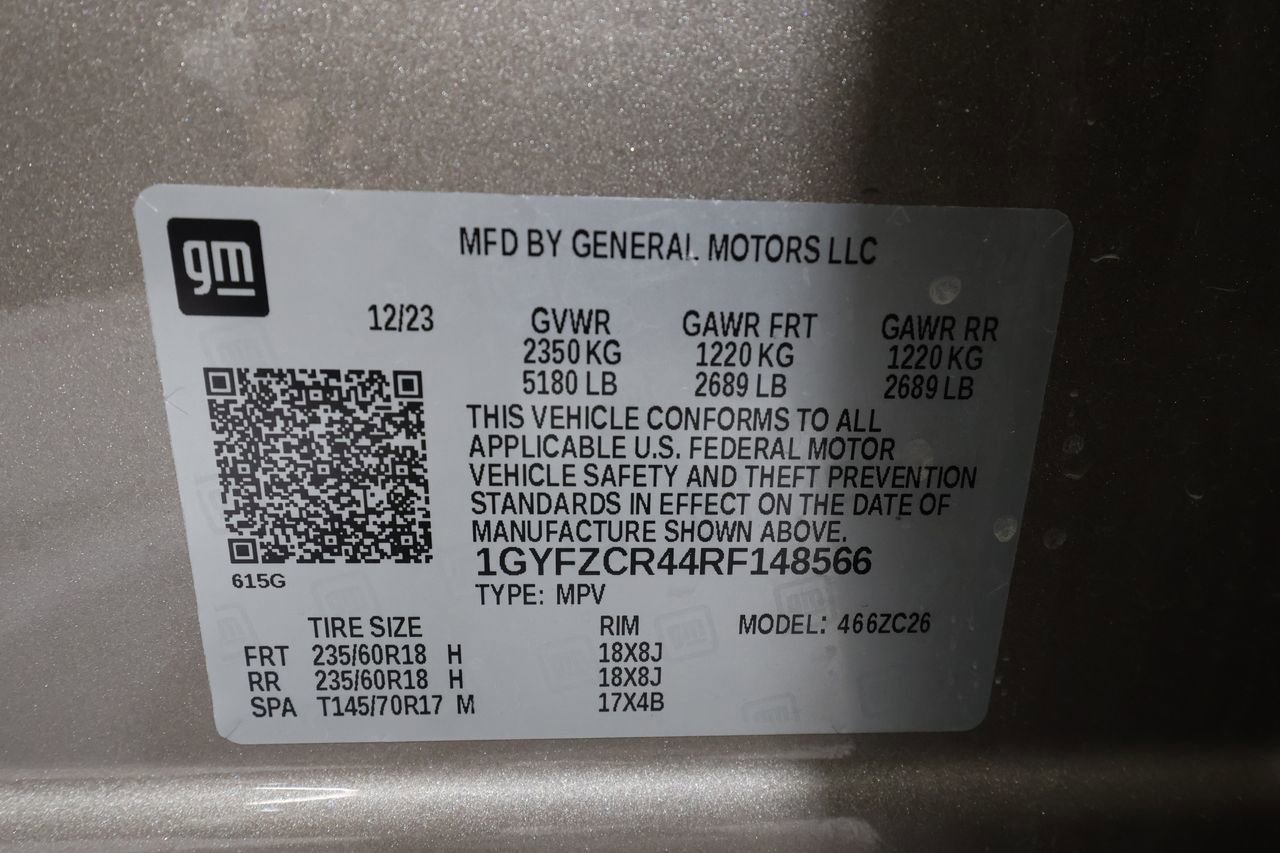 gm
MFD BY GENERAL MOTORS LLC
12/23 GVWR GAWR FRT GAWR RR
2350 KG 1220 KG 1220 KG
5180 LB 2689 LB 2689 LB
THIS VEHICLE CONFORMS TO ALL
APPLICABLE U.S. FEDERAL MOTOR
VEHICLE SAFETY AND THEFT PREVENTION
STANDARDS IN EFFECT ON THE DATE OF
MANUFACTURE SHOWN ABOVE.
1GYFZCR44RF148566
615G
TYPE: MPV
TIRE SIZE RIM MODEL: 466ZC26
FRT 235/60R18 H 18X8J
RR 235/60R18 H 18X8J
SPA T145/70R17 M 17X4B